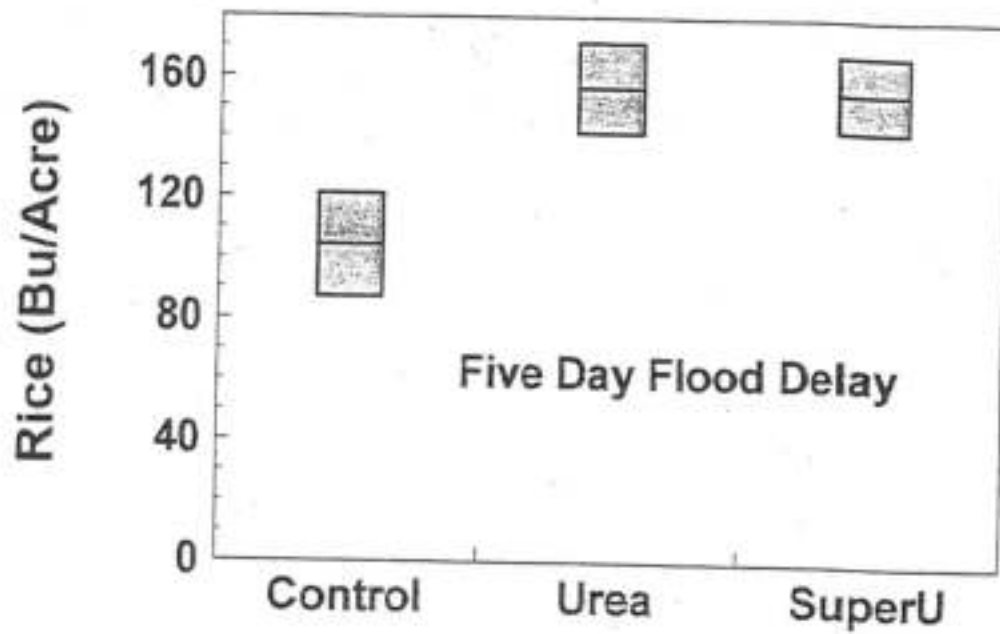 Rice (Bu/Acre)
160
120
80
40
0
Five Day Flood Delay
Control
Urea
SuperU